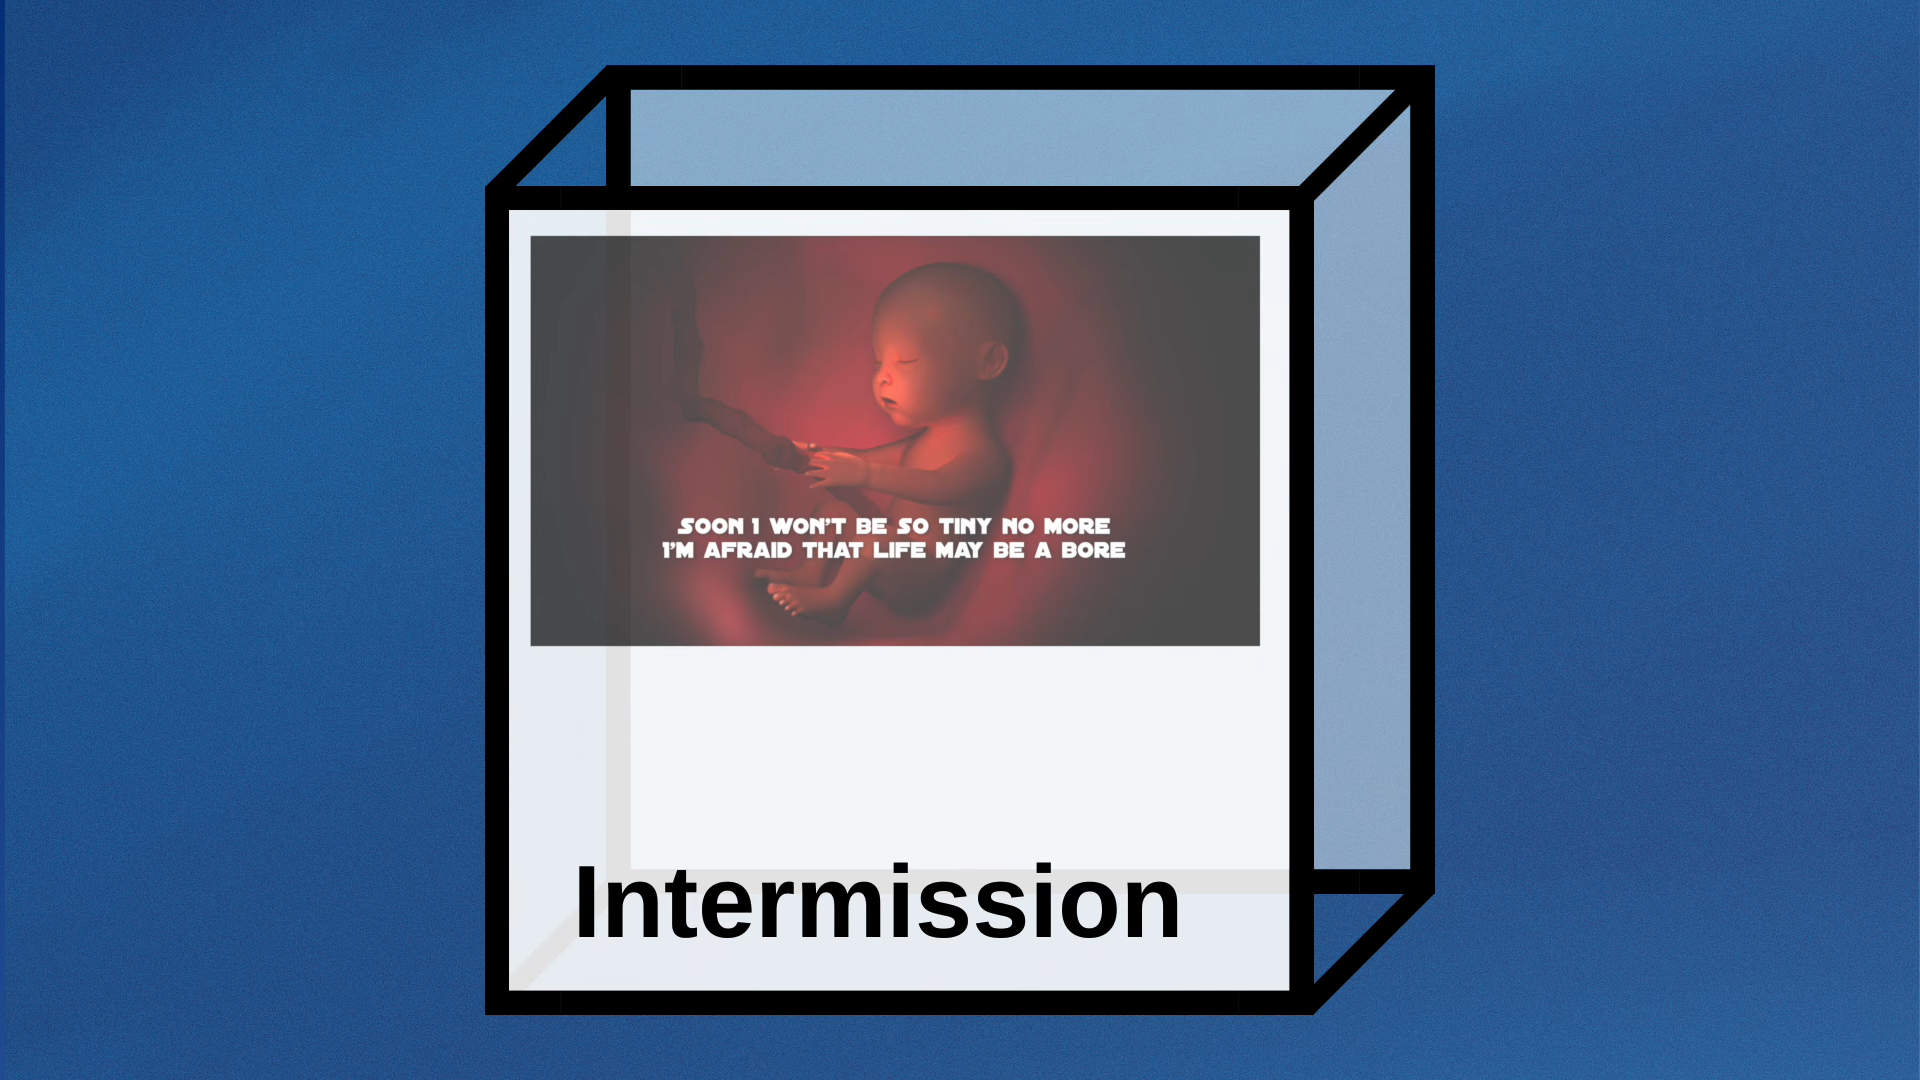 SOON I WON'T BE SO TINY NO MORE
I'M AFRAID THAT LIFE MAY BE A BORE
Intermission